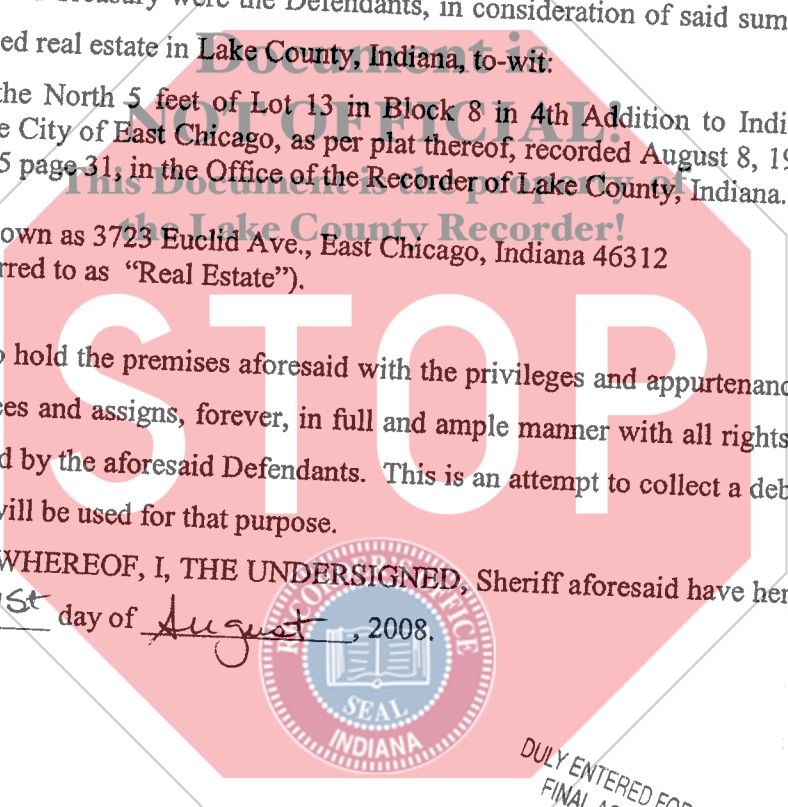 Treasury were the Defendants, in consideration of said sum
ed real estate in Lake County, Indiana, to-wit:
Document is
the North 5 feet of Lot 13 in Block 8 in 4th Addition to Indi
NOT OFFICIAL!
e City of East Chicago, as per plat thereof, recorded August 8, 19
5 page 31, in the Office of the Recorder of Lake County, Indiana.
This Document is the property of
the Lake County Recorder!
own as 3723 Euclid Ave., East Chicago, Indiana 46312
rred to as “Real Estate”).
STOP
o hold the premises aforesaid with the privileges and appurtenanc
ces and assigns, forever, in full and ample manner with all rights
d by the aforesaid Defendants. This is an attempt to collect a deb
will be used for that purpose.
WHEREOF, I, THE UNDERSIGNED, Sheriff aforesaid have her
1st day of August, 2008.
RECORDER'S OFFICE
SEAL
INDIANA
DULY ENTERED FOR
FINAL AC